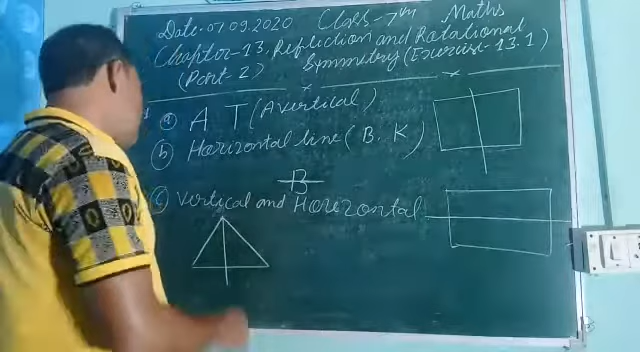 Date-07.09.2020 Class-7th Maths
Chapter-13. Reflection and Rotational
(Part 2) Symmetry (Exercise-13.1)
(a) A T (A vertical)
(b) Horizontal line (B, K)
B
(c) Vertical and Horizontal